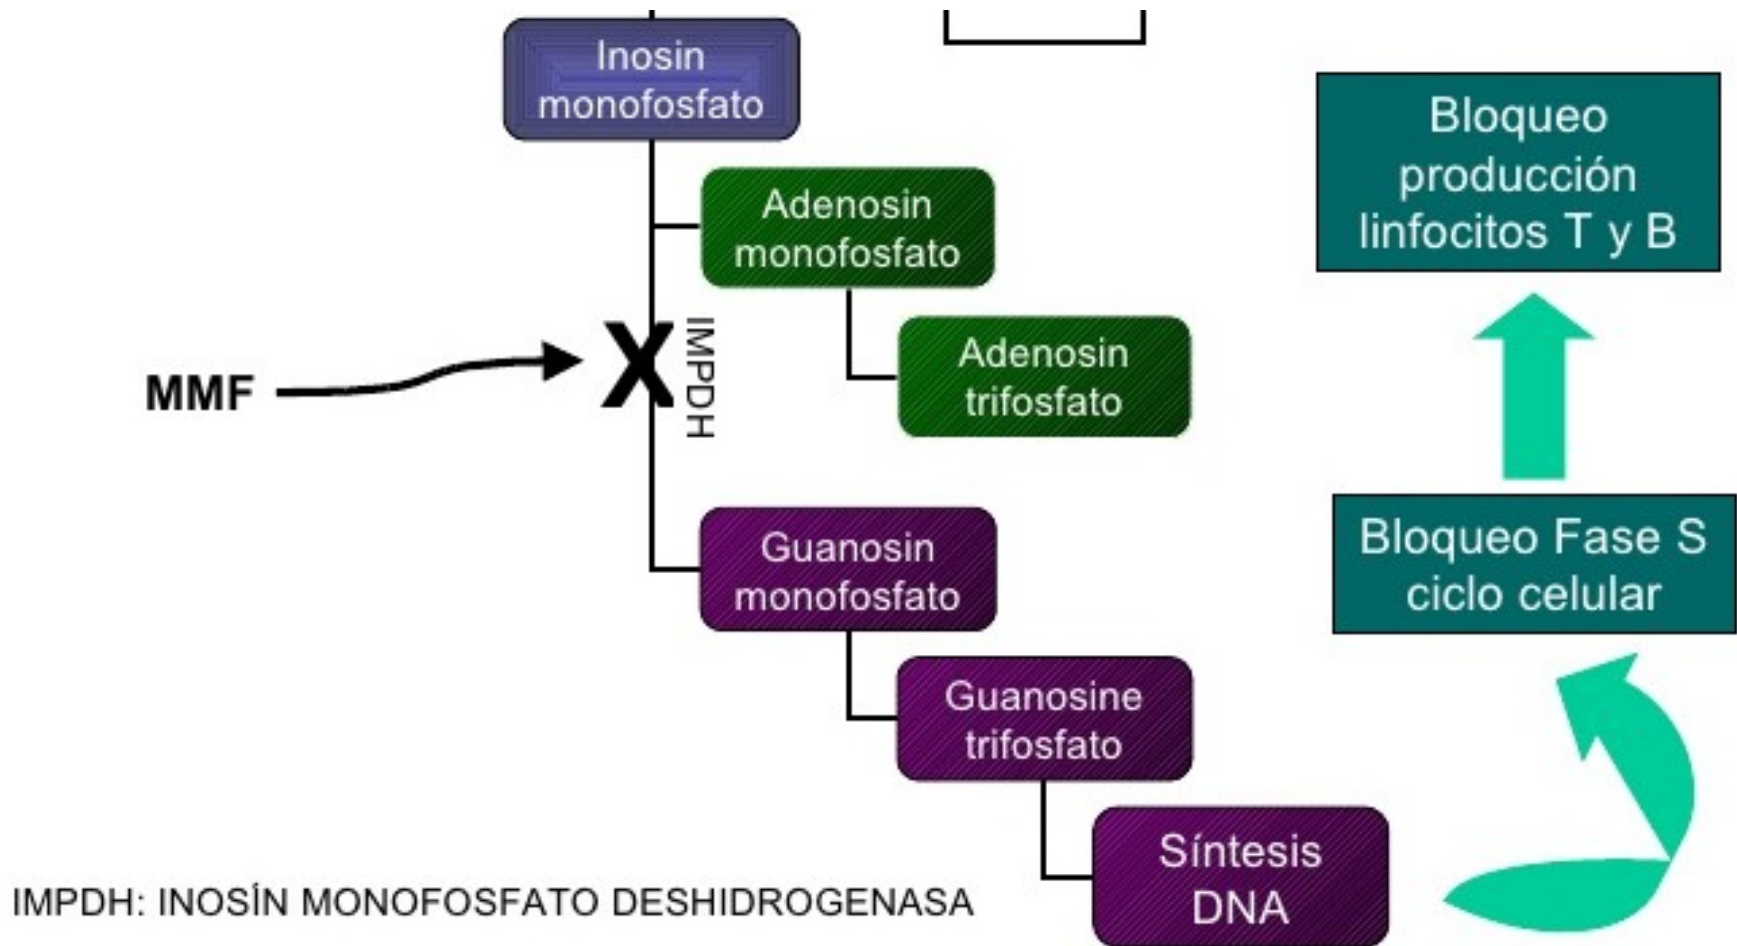 Inosin
monofosfato
Adenosin
monofosfato
Adenosin
trifosfato
MMF
X
IMPDH
Guanosin
monofosfato
Guanosine
trifosfato
Síntesis
DNA
Bloqueo
producción
linfocitos T y B
Bloqueo Fase S
ciclo celular
IMPDH: INOSÍN MONOFOSFATO DESHIDROGENASA